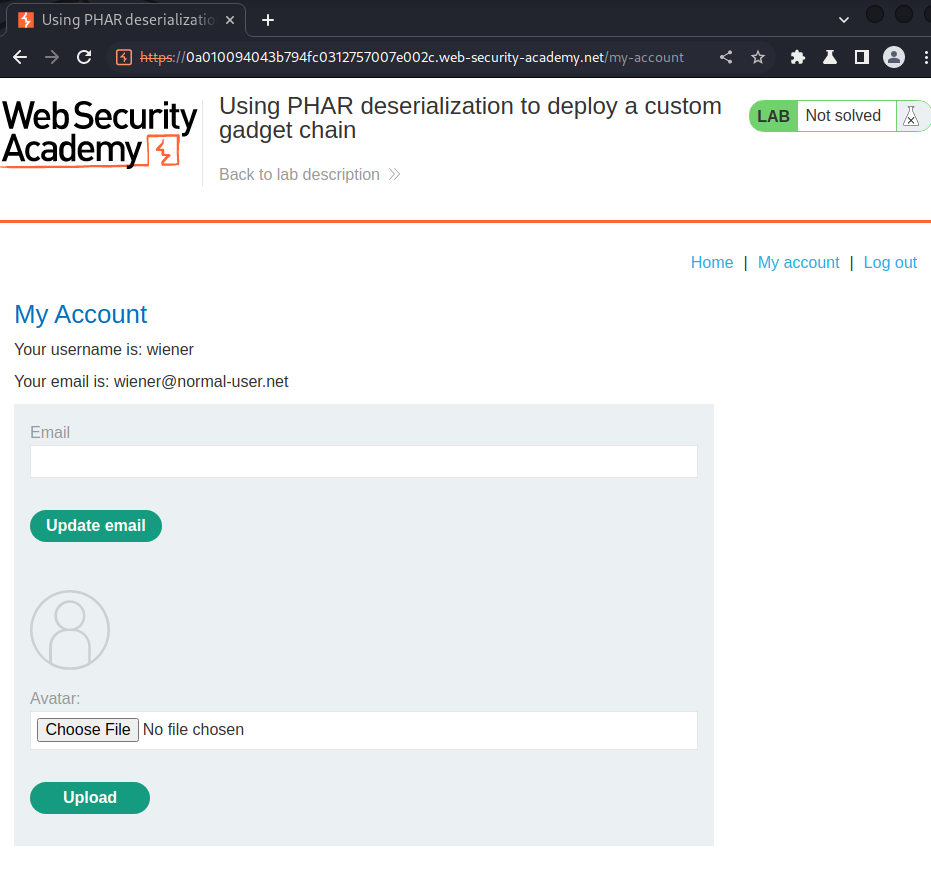 Using PHAR deserializatio
https://0a010094043b794fc0312757007e002c.web-security-academy.net/my-account
Web Security
Academy
Using PHAR deserialization to deploy a custom
gadget chain
Back to lab description
LAB Not solved
Home | My account | Log out
My Account
Your username is: wiener
Your email is: wiener@normal-user.net
Email
Update email
Avatar:
Choose File No file chosen
Upload